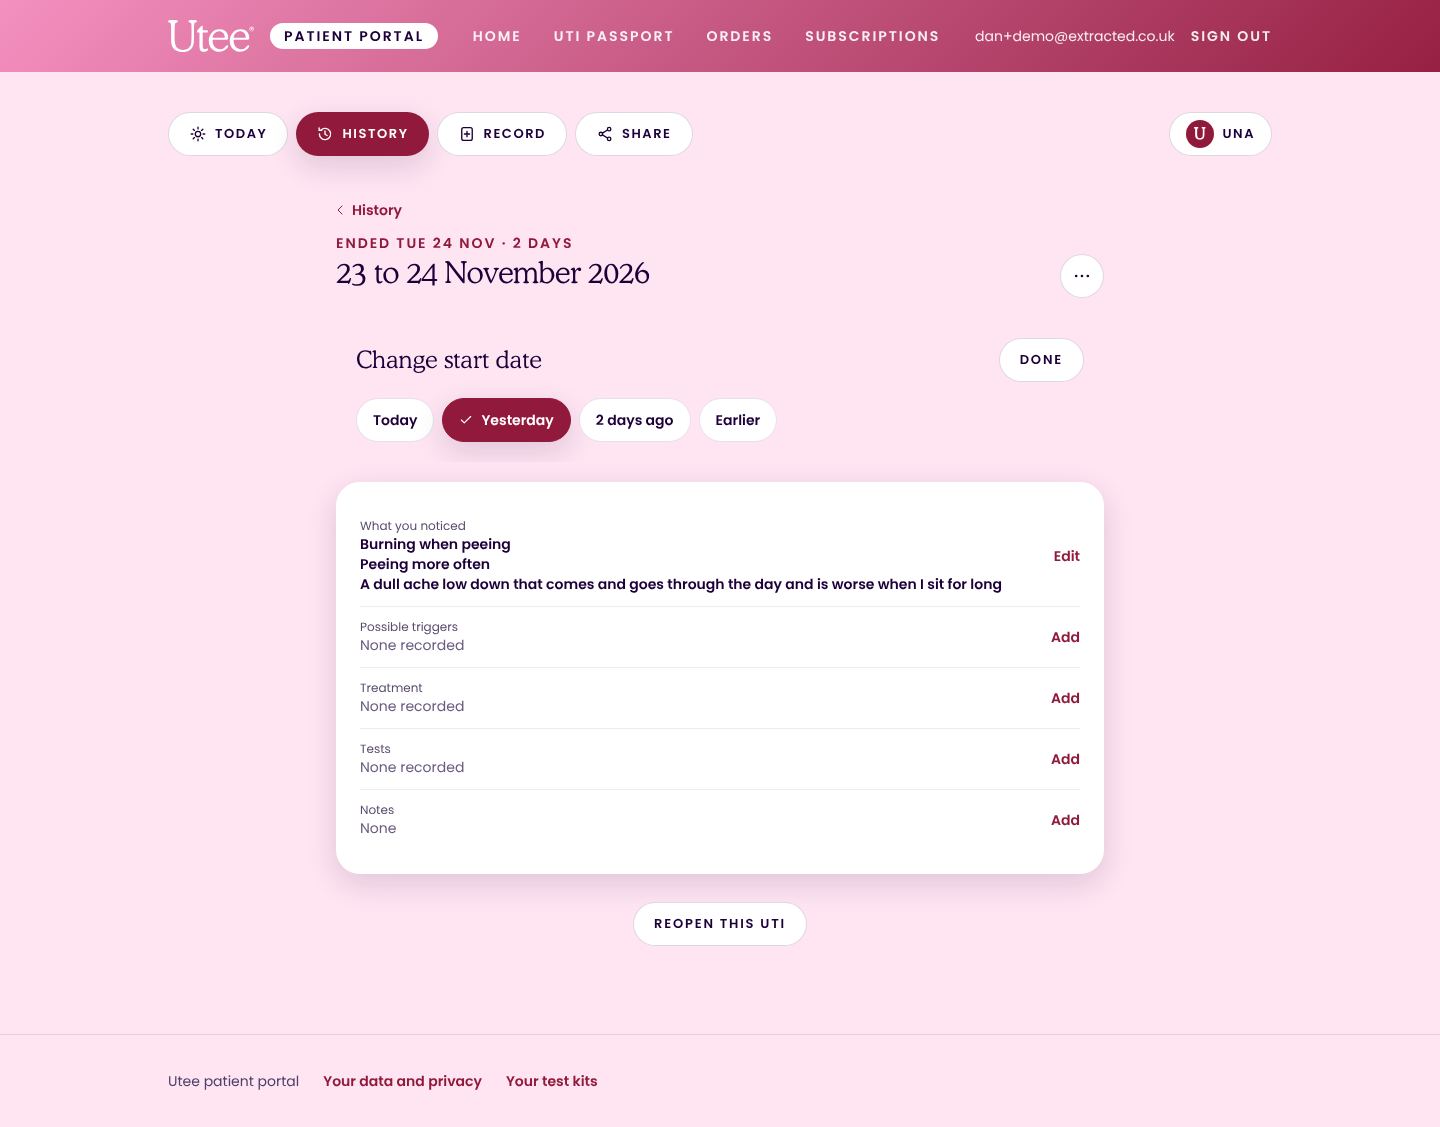 Utee®
PATIENT PORTAL
HOME
UTI PASSPORT
ORDERS
SUBSCRIPTIONS
dan+demo@extracted.co.uk
SIGN OUT
TODAY
HISTORY
RECORD
SHARE
U
UNA
History
ENDED TUE 24 NOV · 2 DAYS
23 to 24 November 2026
Change start date
DONE
Today
Yesterday
2 days ago
Earlier
What you noticed
Burning when peeing
Peeing more often
A dull ache low down that comes and goes through the day and is worse when I sit for long
Edit
Possible triggers
None recorded
Add
Treatment
None recorded
Add
Tests
None recorded
Add
Notes
None
Add
REOPEN THIS UTI
Utee patient portal
Your data and privacy
Your test kits